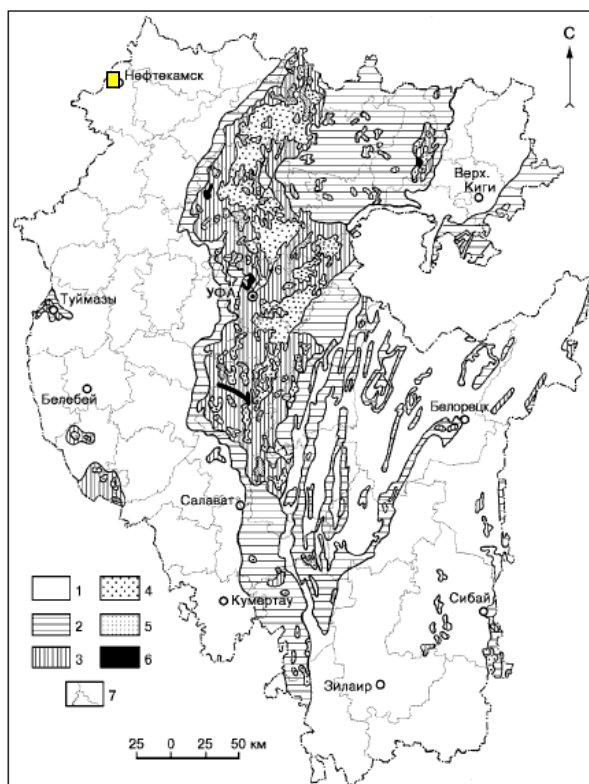 С
Нефтекамск
Верх.
Киги
УФА
Туймазы
Белебей
Белорецк
Салават
1
4
2
5
3
6
7
Кумертау
Сибай
Зилаир
25 0 25 50 км